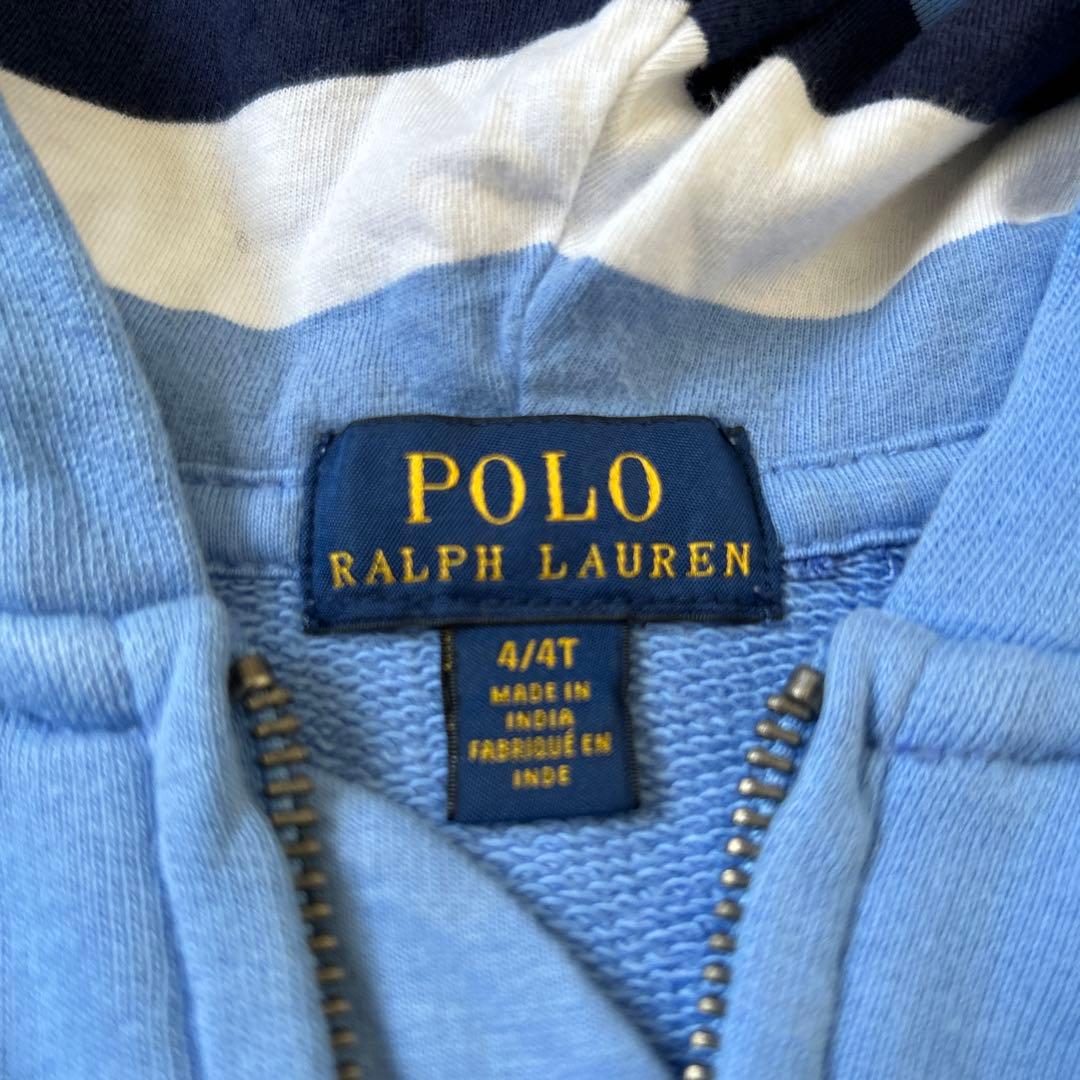 POLO
RALPH LAUREN
4/4T
MADE IN
INDIA
FABRIQUÉ EN
INDE